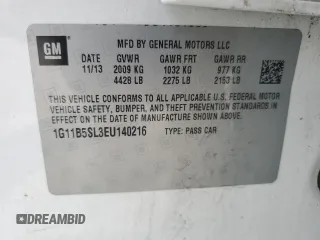 GM
MFD BY GENERAL MOTORS LLC
DATE GVWR GAWR FRT GAWR RR
11/13 2009 KG 1032 KG 977 KG
4428 LB 2275 LB 2153 LB
THIS VEHICLE CONFORMS TO ALL APPLICABLE U.S. FEDERAL MOTOR
VEHICLE SAFETY, BUMPER, AND THEFT PREVENTION STANDARDS
IN EFFECT ON THE DATE OF MANUFACTURE SHOWN ABOVE.
1G11B5SL3EU140216 TYPE: PASS CAR
DREAMBID